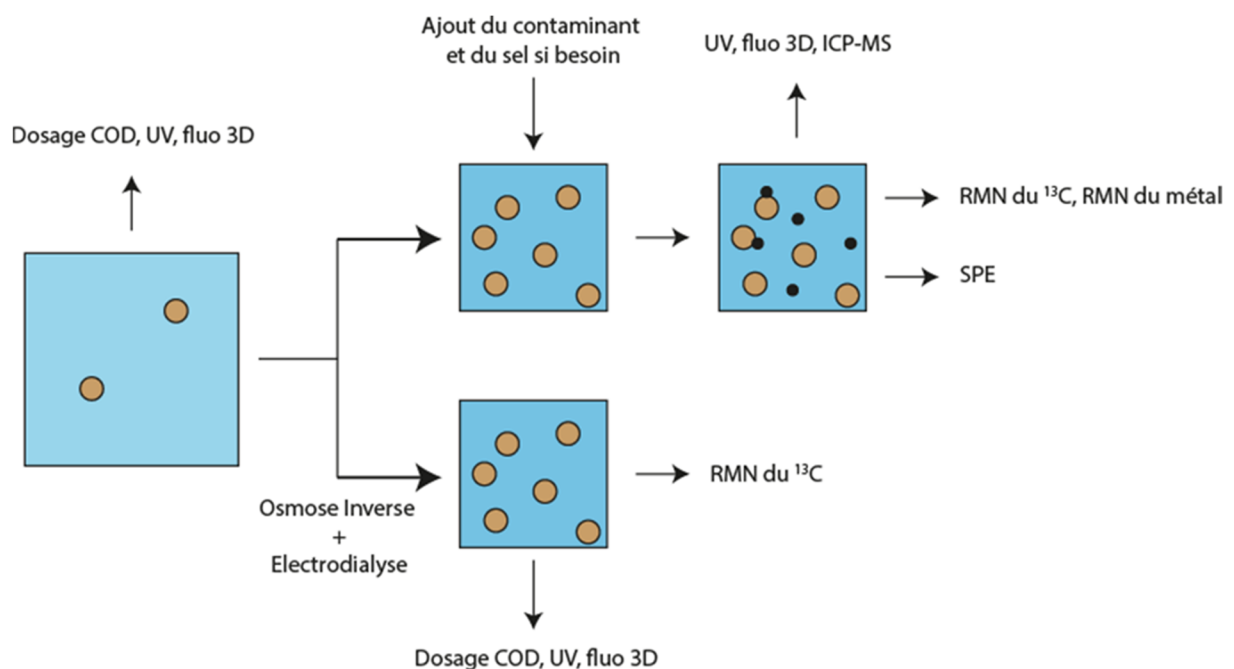 Ajout du contaminant
et du sel si besoin
UV, fluo 3D, ICP-MS
Dosage COD, UV, fluo 3D
RMN du ¹³C, RMN du métal
SPE
RMN du ¹³C
Osmose Inverse
+
Electrodialyse
Dosage COD, UV, fluo 3D